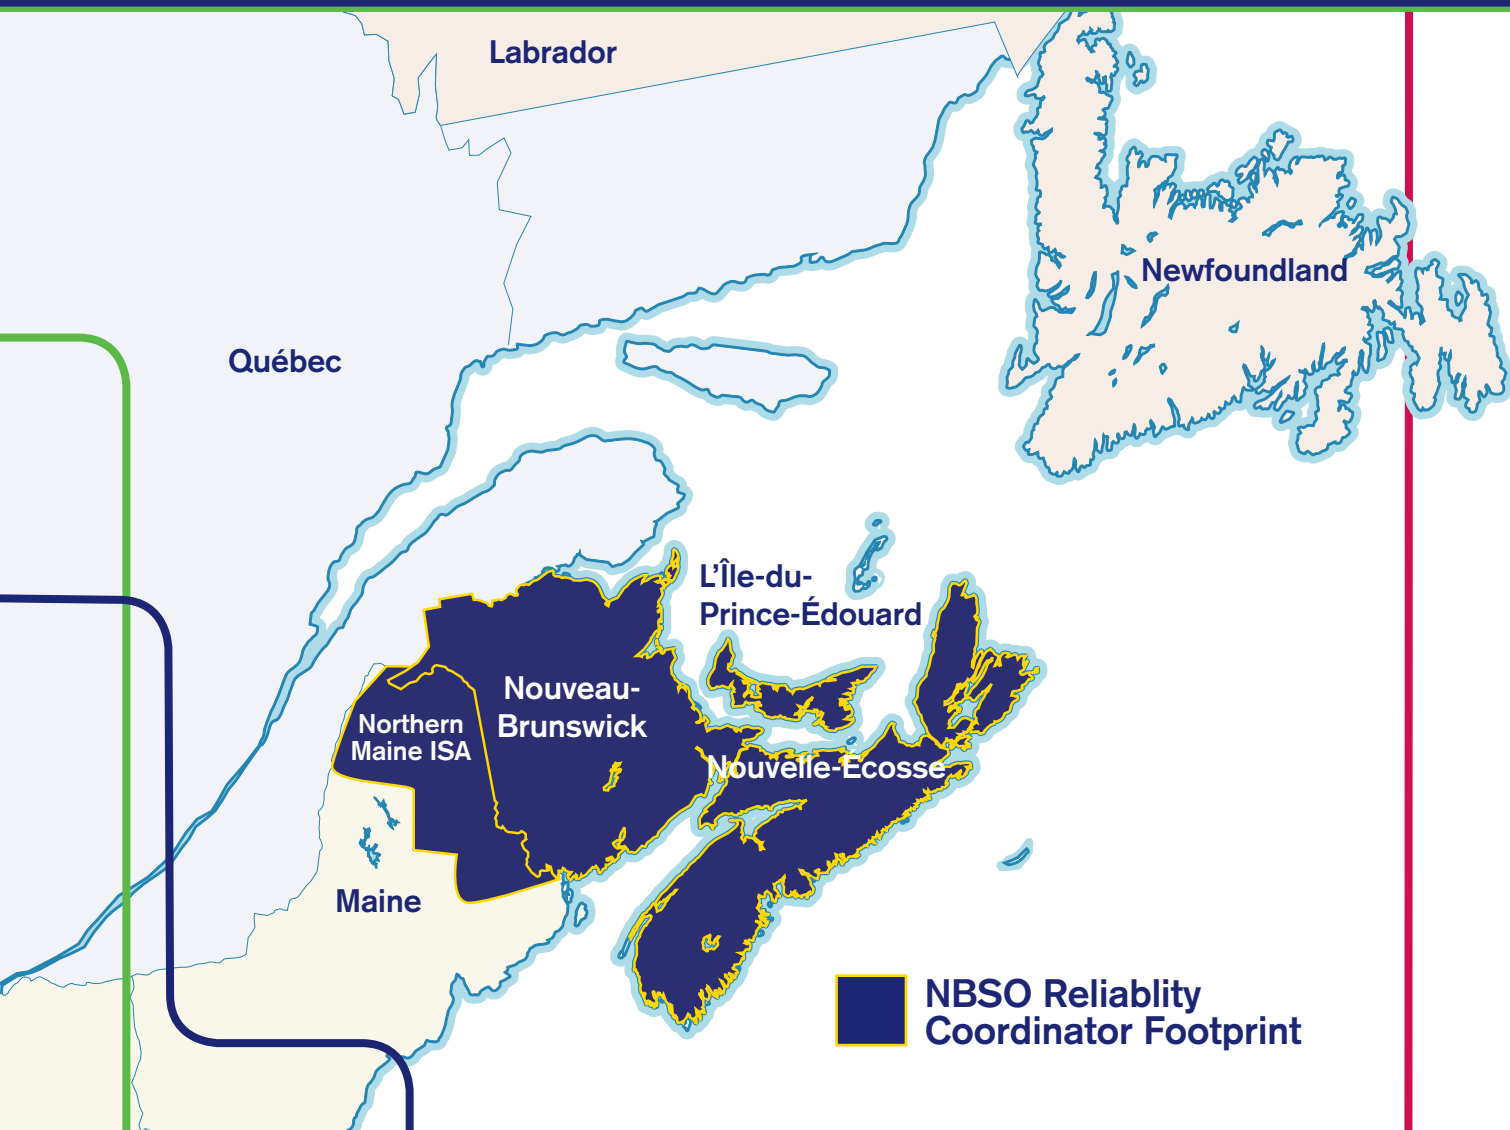 Labrador
Newfoundland
Québec
L'Île-du-
Prince-Édouard
Nouveau-
Brunswick
Northern
Maine ISA
Nouvelle-Écosse
Maine
NBSO Reliablity
Coordinator Footprint